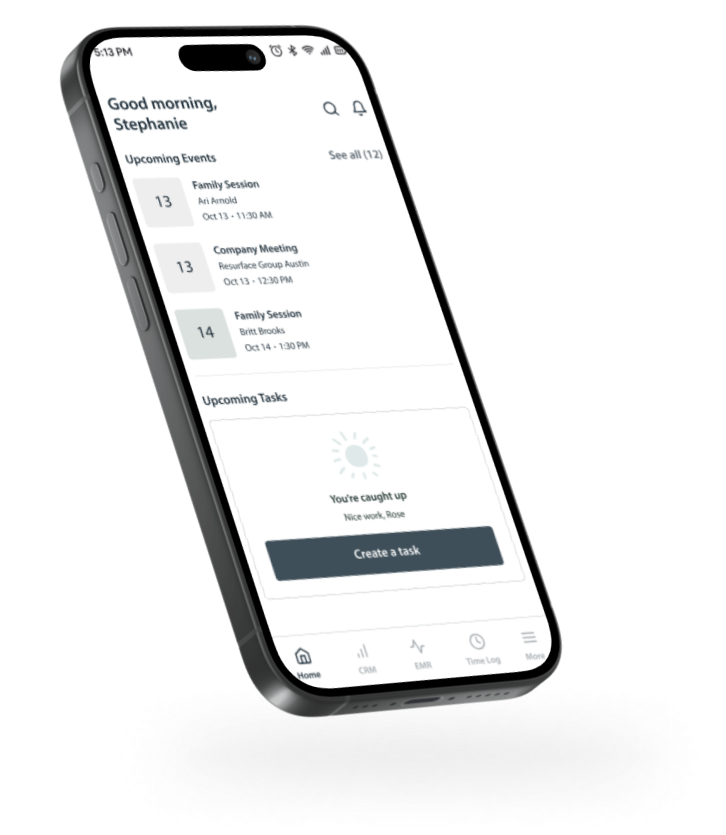 5:13 PM
Good morning,
Stephanie
Upcoming Events
See all (12)
13
Family Session
Ari Arnold
Oct 13 - 11:30 AM
13
Company Meeting
Resurface Group Austin
Oct 13 - 12:30 PM
14
Family Session
Britt Brooks
Oct 14 - 1:30 PM
Upcoming Tasks
You're caught up
Nice work, Rose
Create a task
Home
CRM
EMR
Time Log
More